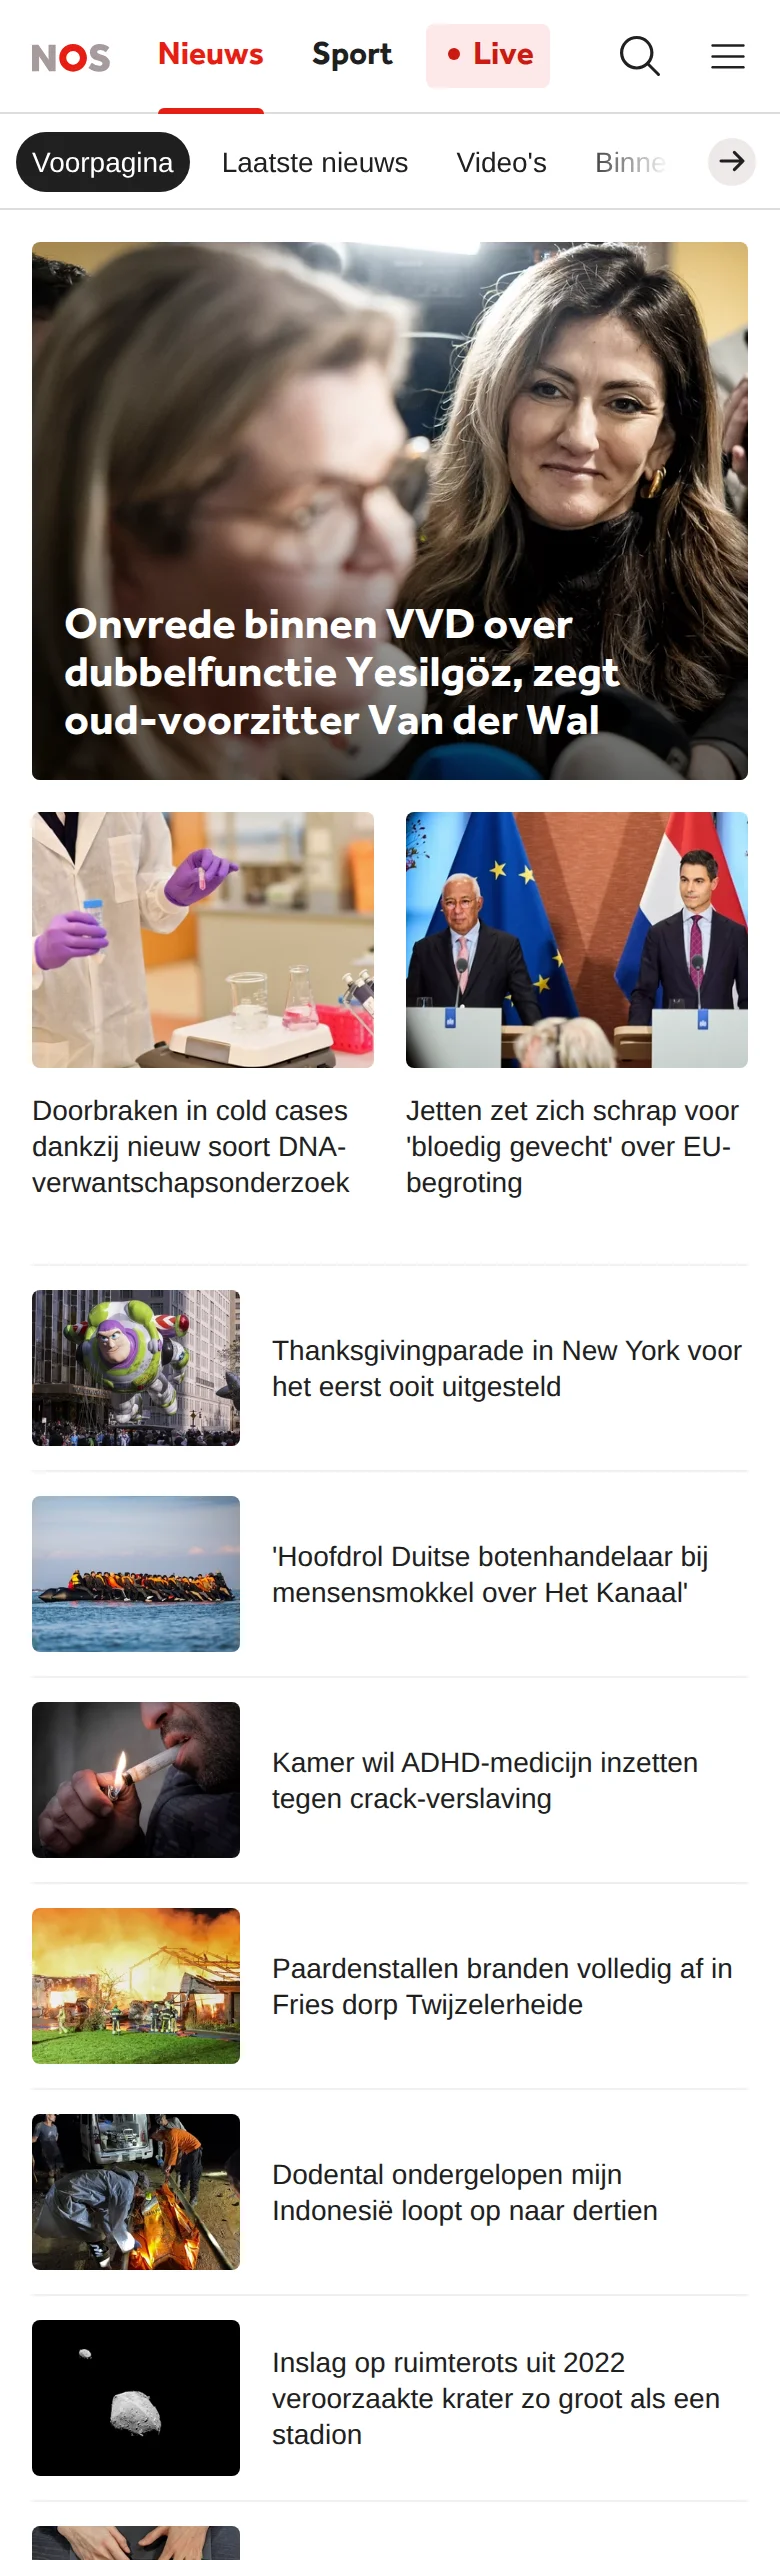 NOS Nieuws Sport Live
Voorpagina Laatste nieuws Video's Binne
Onvrede binnen VVD over
dubbelfunctie Yesilgöz, zegt
oud-voorzitter Van der Wal
Doorbraken in cold cases
dankzij nieuw soort DNA-
verwantschapsonderzoek
Jetten zet zich schrap voor
'bloedig gevecht' over EU-
begroting
Thanksgivingparade in New York voor
het eerst ooit uitgesteld
'Hoofdrol Duitse botenhandelaar bij
mensensmokkel over Het Kanaal'
Kamer wil ADHD-medicijn inzetten
tegen crack-verslaving
Paardenstallen branden volledig af in
Fries dorp Twijzelerheide
Dodental ondergelopen mijn
Indonesië loopt op naar dertien
Inslag op ruimterots uit 2022
veroorzaakte krater zo groot als een
stadion